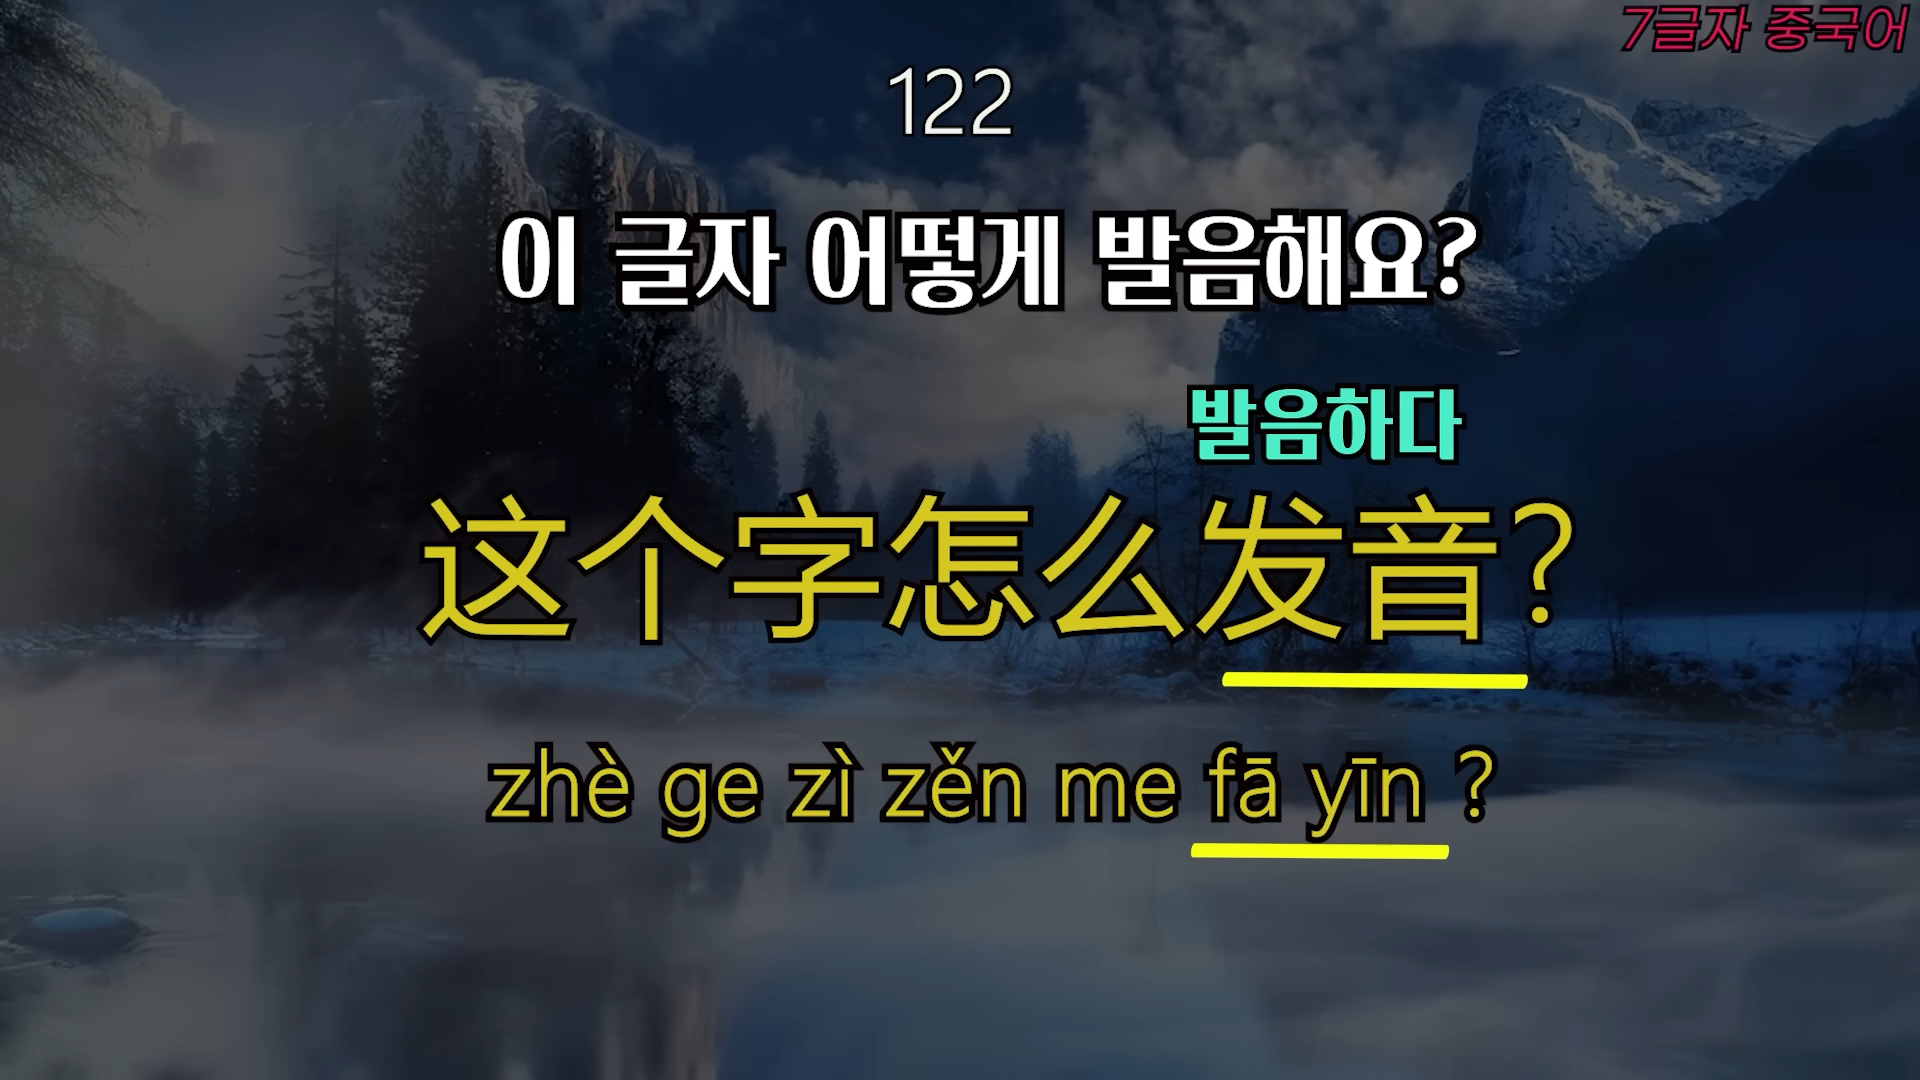 7글자 중국어
122
이 글자 어떻게 발음해요?
발음하다
这个字怎么发音?
zhè ge zì zěn me fā yīn ?